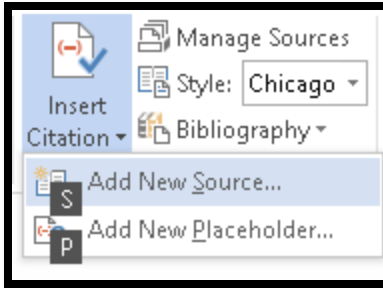 Manage Sources
Style: Chicago
Insert
Citation
Bibliography
Add New Source...
S
Add New Placeholder...
P